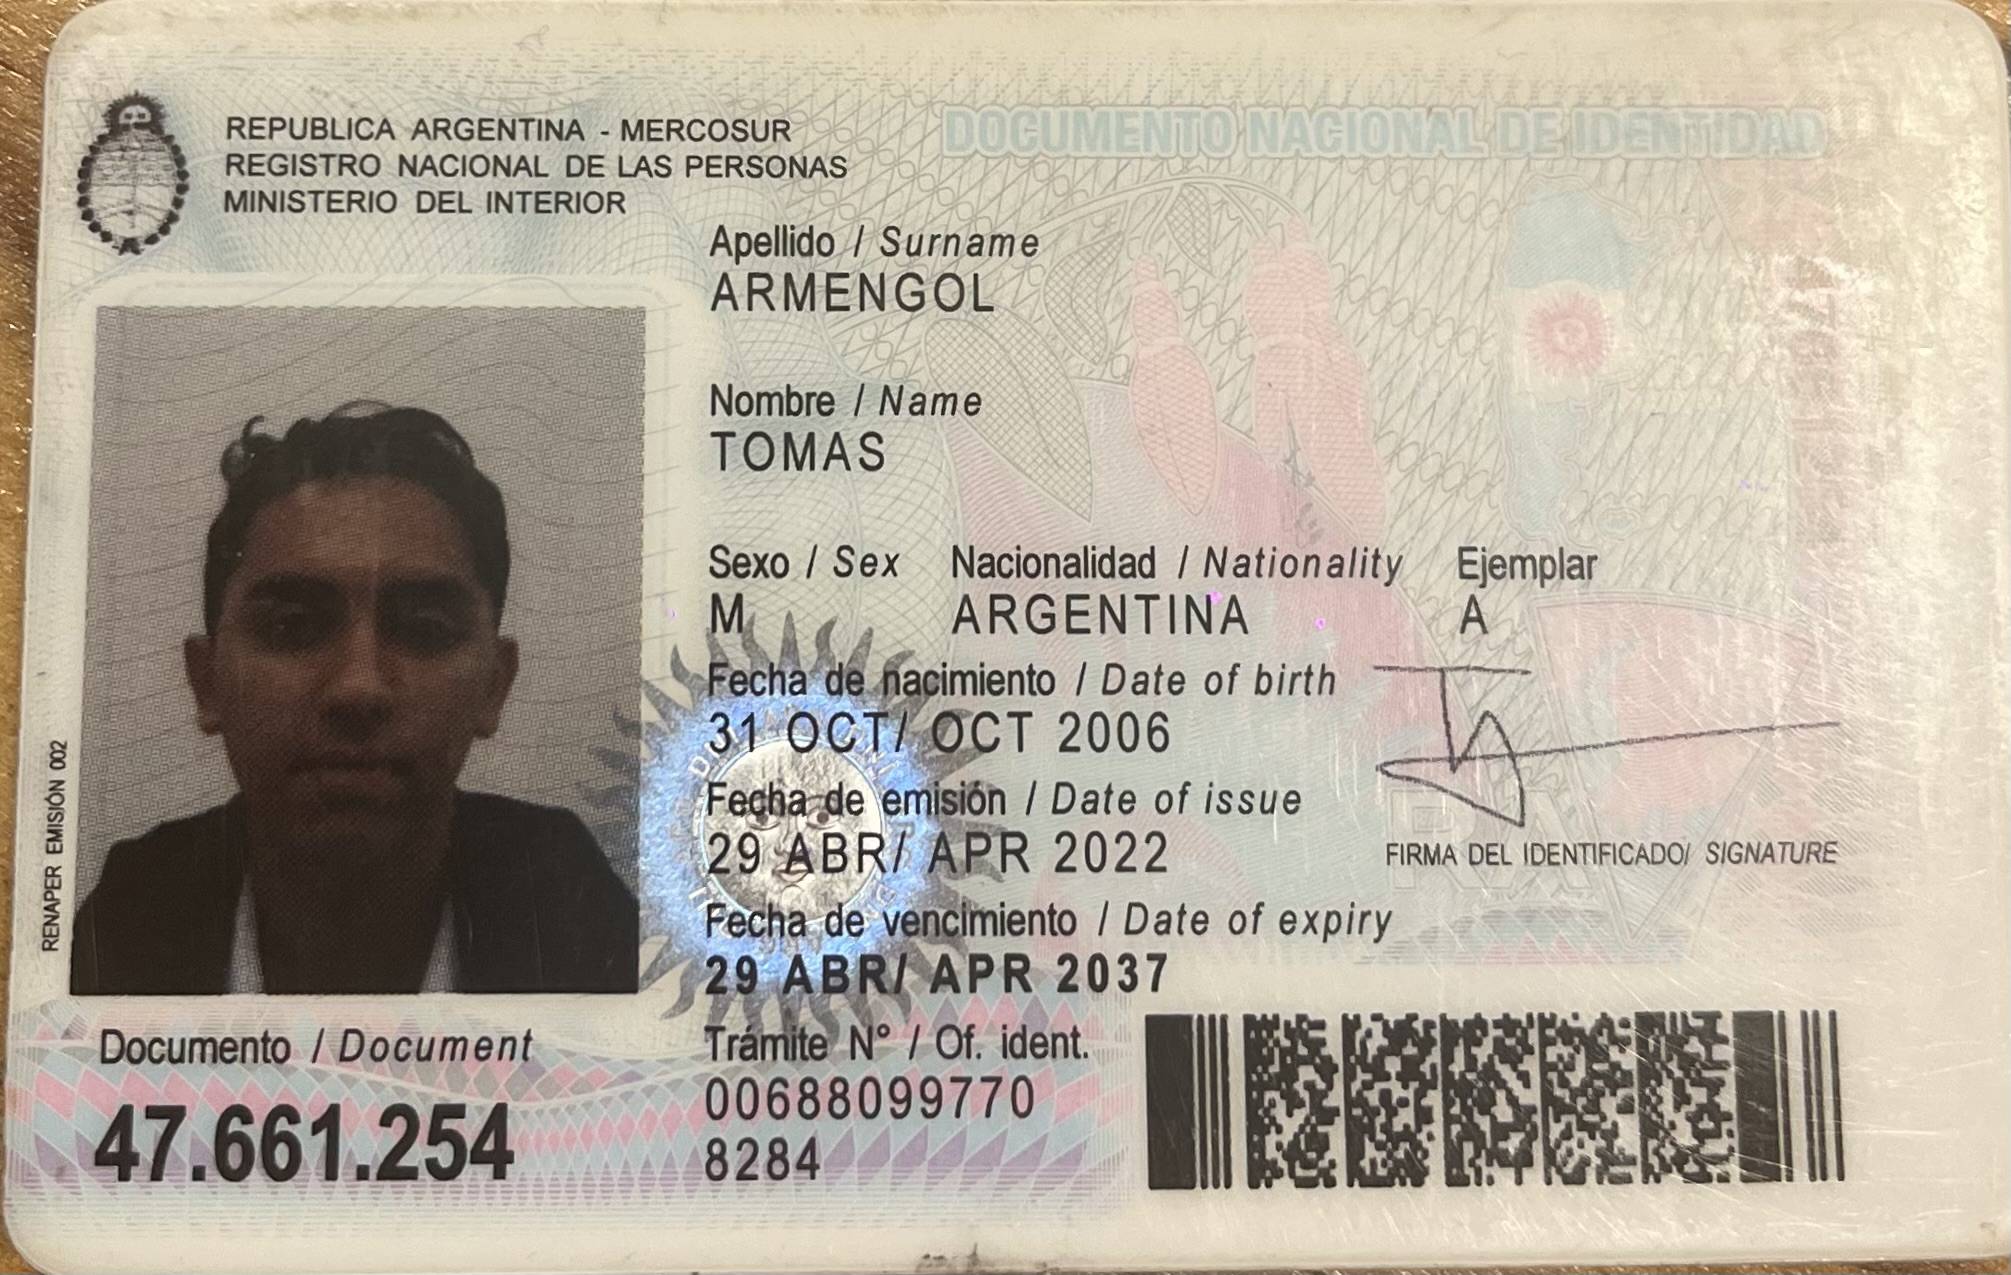 REPUBLICA ARGENTINA - MERCOSUR
REGISTRO NACIONAL DE LAS PERSONAS
MINISTERIO DEL INTERIOR
DOCUMENTO NACIONAL DE IDENTIDAD
Apellido / Surname
ARMENGOL
Nombre / Name
TOMAS
Sexo / Sex Nacionalidad / Nationality Ejemplar
M ARGENTINA A
Fecha de nacimiento / Date of birth
31 OCT/ OCT 2006
Fecha de emisión / Date of issue
29 ABR/ APR 2022
FIRMA DEL IDENTIFICADO/ SIGNATURE
Fecha de vencimiento / Date of expiry
29 ABR/ APR 2037
RENAPER EMISIÓN 002
Documento / Document
47.661.254
Trámite N° / Of. ident.
00688099770
8284